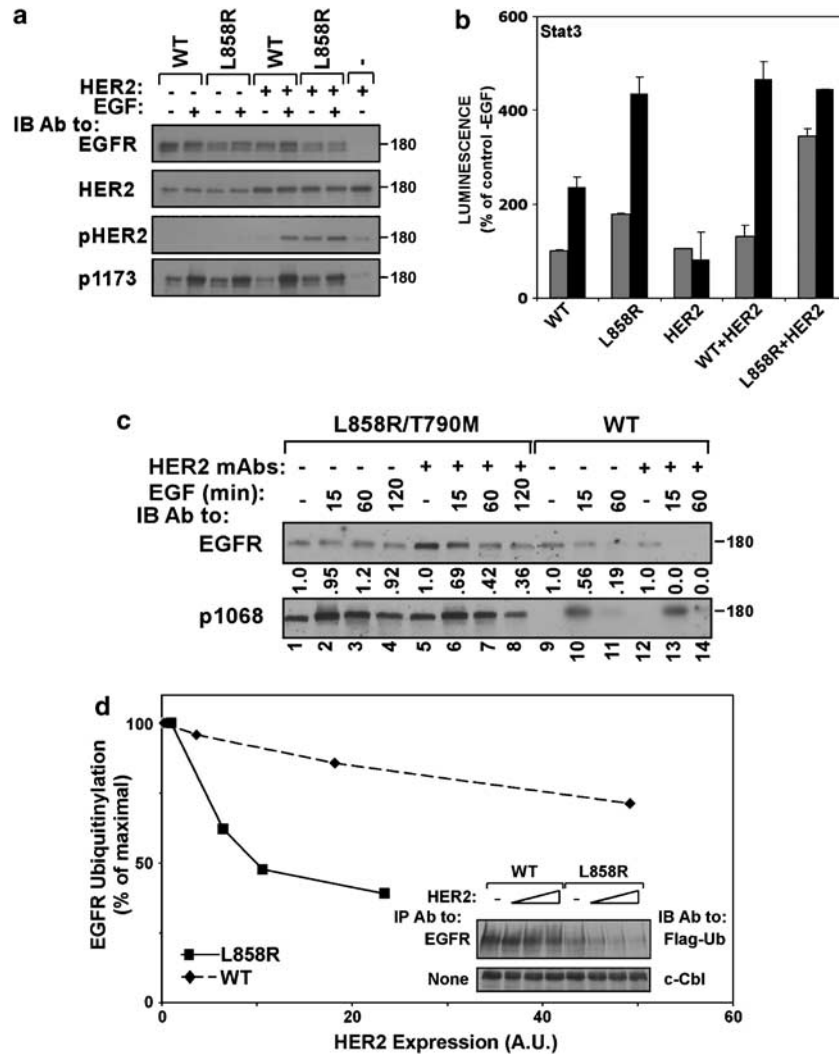 a
WT L858R WT L858R -
HER2: - - - - + + + + +
EGF: - + - + - + - +
IB Ab to:
EGFR -180
HER2 -180
pHER2 -180
p1173 -180
b
Stat3
LUMINESCENCE
(% of control -EGF)
600
400
200
0
WT L858R HER2 WT+HER2 L858R+HER2
c
L858R/T790M WT
HER2 mAbs: - - - - + + + + - - - + + +
EGF (min): - 15 60 120 - 15 60 120 - 15 60 - 15 60
IB Ab to:
EGFR -180
1.0 .95 1.2 .92 1.0 .69 .42 .36 1.0 .56 .19 1.0 0.0 0.0
p1068 -180
1 2 3 4 5 6 7 8 9 10 11 12 13 14
d
EGFR Ubiquitinylation
(% of maximal)
100
50
0
L858R
WT
WT L858R
HER2: - -
IP Ab to: IB Ab to:
EGFR Flag-Ub
None c-Cbl
0 20 40 60
HER2 Expression (A.U.)